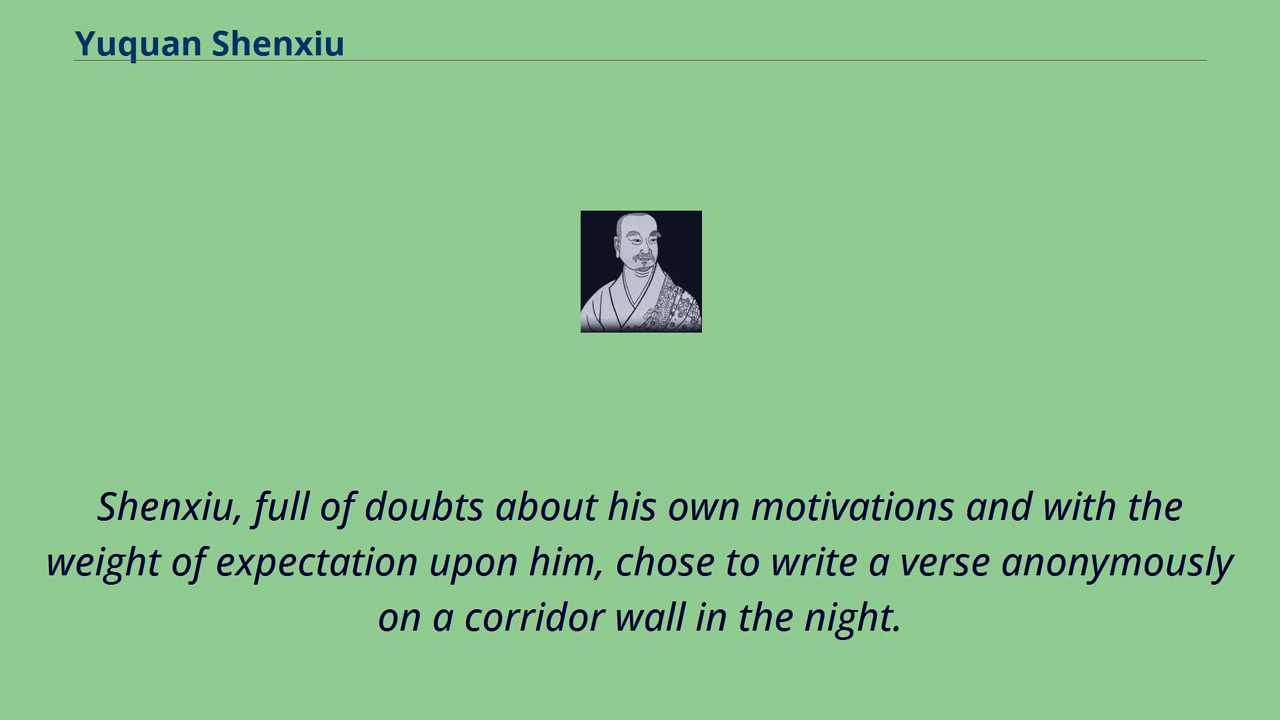 Yuquan Shenxiu
Shenxiu, full of doubts about his own motivations and with the
weight of expectation upon him, chose to write a verse anonymously
on a corridor wall in the night.